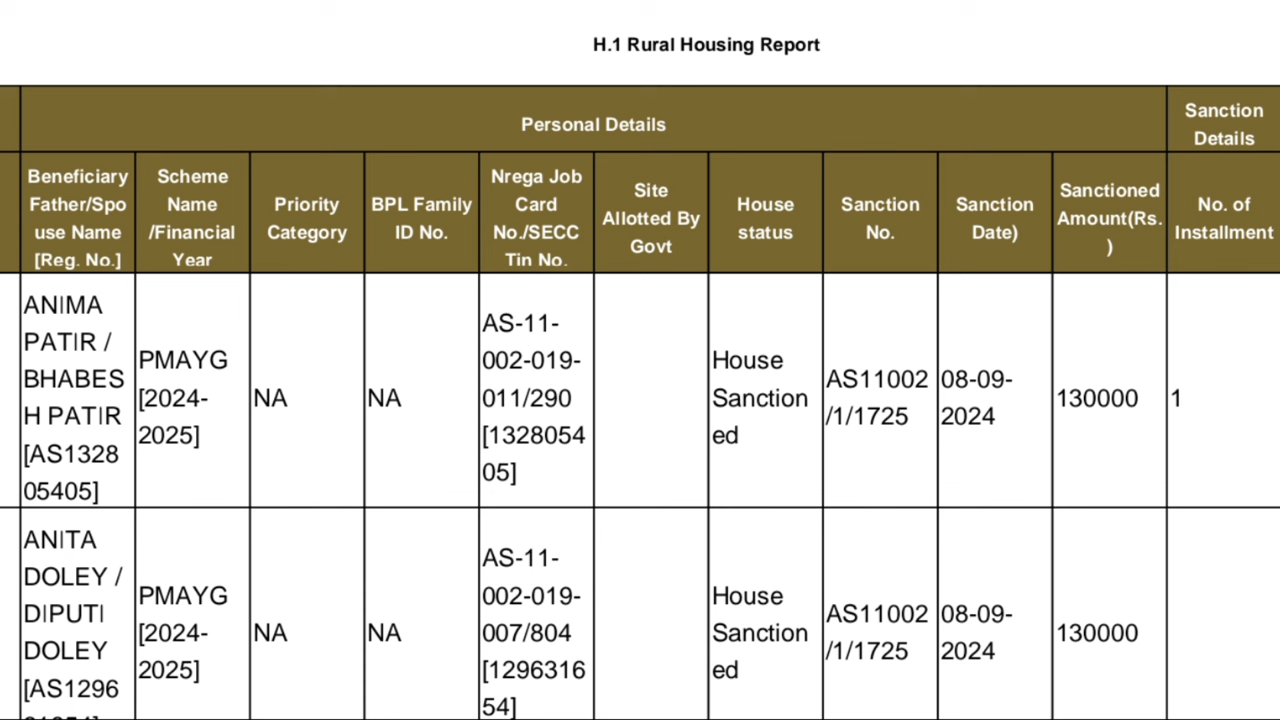 H.1 Rural Housing Report
Personal Details
Sanction
Details
Beneficiary
Father/Spo
use Name
[Reg. No.]
Scheme
Name
/Financial
Year
Priority
Category
BPL Family
ID No.
Nrega Job
Card
No./SECC
Tin No.
Site
Allotted By
Govt
House
status
Sanction
No.
Sanction
Date)
Sanctioned
Amount(Rs.
)
No. of
Installment
ANIMA
PATIR /
BHABES
H PATIR
[AS1328
05405]
PMAYG
[2024-
2025]
NA
NA
AS-11-
002-019-
011/290
[1328054
05]
House
Sanction
ed
AS11002
/1/1725
08-09-
2024
130000
1
ANITA
DOLEY /
DIPUTI
DOLEY
[AS1296
PMAYG
[2024-
2025]
NA
NA
AS-11-
002-019-
007/804
[1296316
54]
House
Sanction
ed
AS11002
/1/1725
08-09-
2024
130000